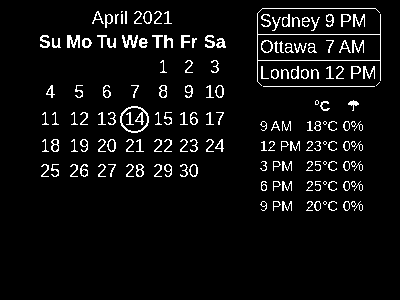 April 2021
Su Mo Tu We Th Fr Sa
1 2 3
4 5 6 7 8 9 10
11 12 13 14 15 16 17
18 19 20 21 22 23 24
25 26 27 28 29 30
Sydney 9 PM
Ottawa 7 AM
London 12 PM
°C ☂
9 AM 18°C 0%
12 PM 23°C 0%
3 PM 25°C 0%
6 PM 25°C 0%
9 PM 20°C 0%